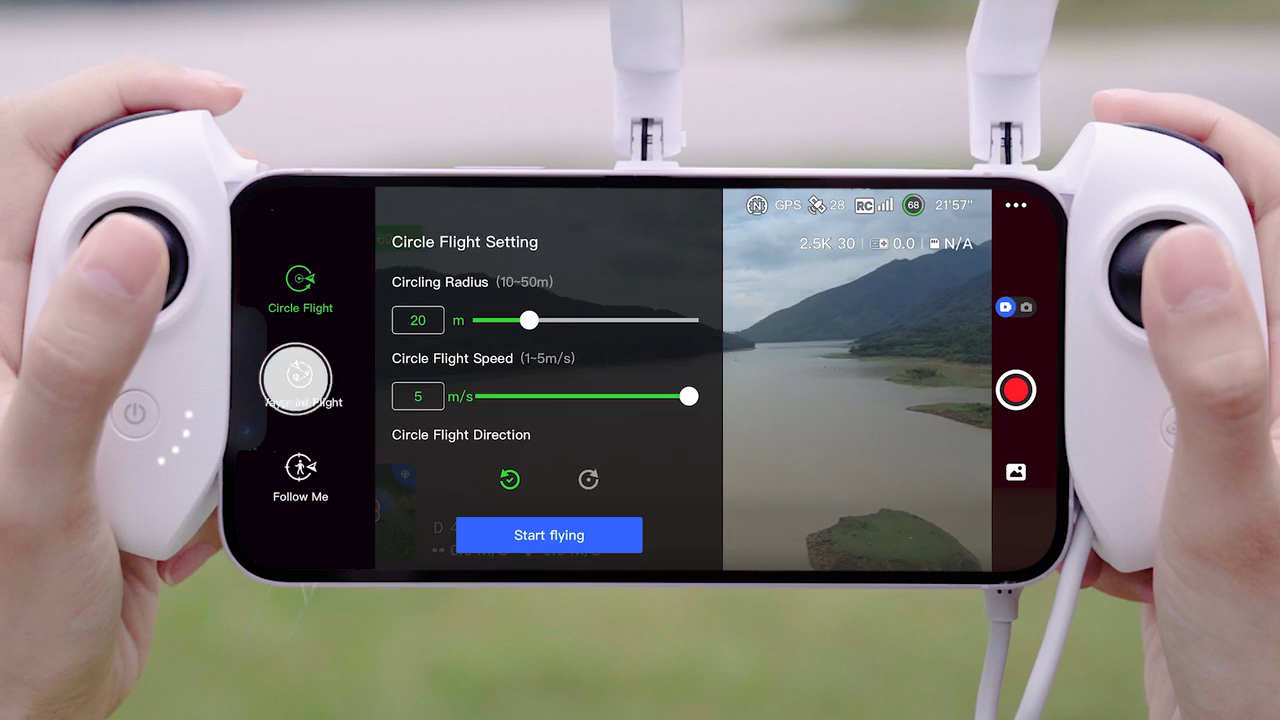 N GPS 28 RC 68 21'57"
2.5K 30 | 0.0 | N/A
Circle Flight Setting
Circling Radius (10~50m)
20 m
Circle Flight Speed (1~5m/s)
5 m/s
Circle Flight Direction
Start flying
Circle Flight
Flight
Follow Me